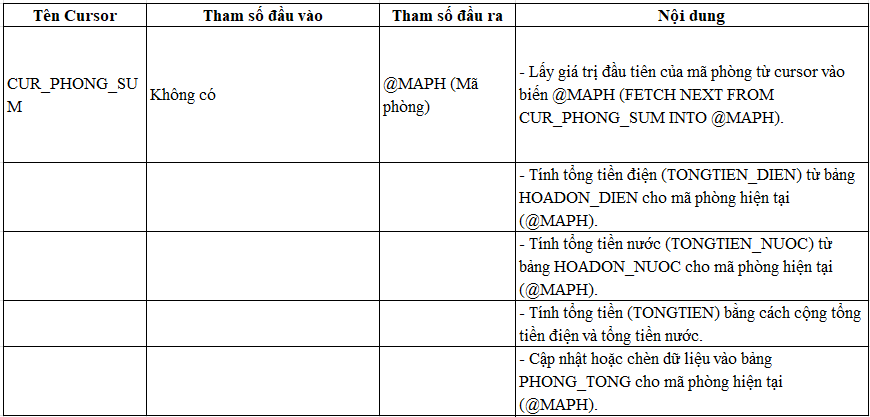 Tên Cursor Tham số đầu vào Tham số đầu ra Nội dung
CUR_PHONG_SU
M
Không có
@MAPH (Mã
phòng)
- Lấy giá trị đầu tiên của mã phòng từ cursor vào
biến @MAPH (FETCH NEXT FROM
CUR_PHONG_SUM INTO @MAPH).
- Tính tổng tiền điện (TONGTIEN_DIEN) từ bảng
HOADON_DIEN cho mã phòng hiện tại
(@MAPH).
- Tính tổng tiền nước (TONGTIEN_NUOC) từ
bảng HOADON_NUOC cho mã phòng hiện tại
(@MAPH).
- Tính tổng tiền (TONGTIEN) bằng cách cộng tổng
tiền điện và tổng tiền nước.
- Cập nhật hoặc chèn dữ liệu vào bảng
PHONG_TONG cho mã phòng hiện tại
(@MAPH).